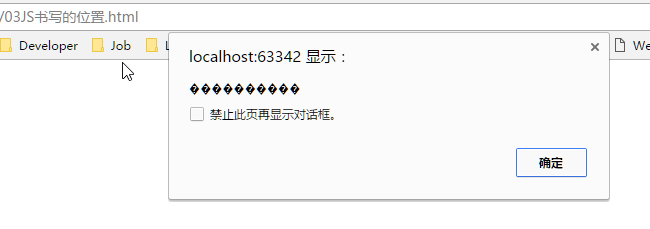 /03JS书写的位置.html
Developer Job L We
localhost:63342 显示：
����������
禁止此页再显示对话框。
确定